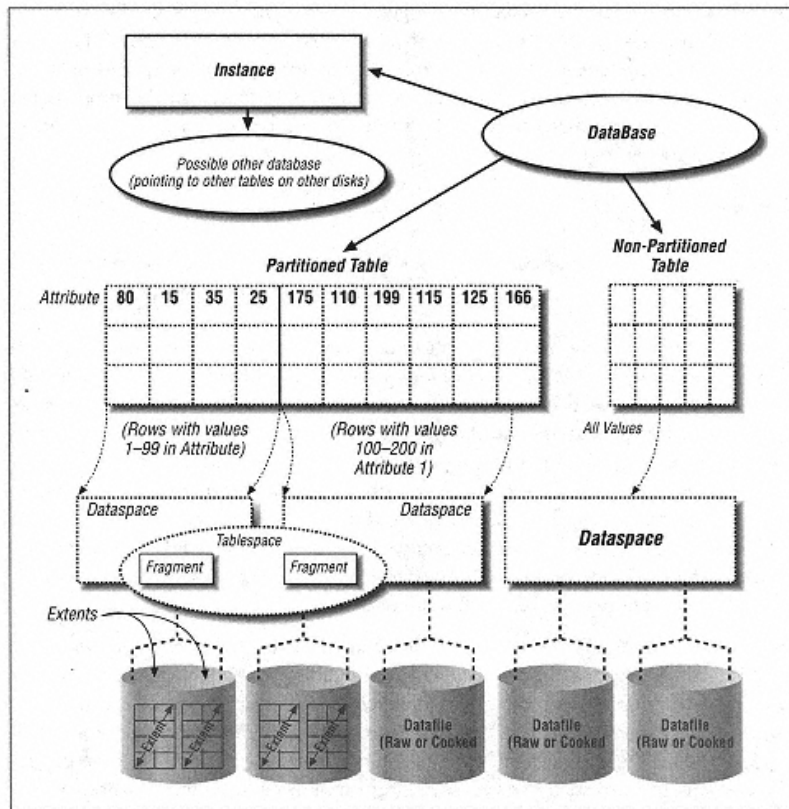 Instance
DataBase
Possible other database
(pointing to other tables on other disks)
Non-Partitioned
Table
Partitioned Table
Attribute 80 15 35 25 175 110 199 115 125 166
(Rows with values
1–99 in Attribute)
(Rows with values
100–200 in
Attribute 1)
All Values
Dataspace
Dataspace
Dataspace
Tablespace
Fragment
Fragment
Extents
Extent
Extent
Extent
Extent
Datafile
(Raw or Cooked
Datafile
(Raw or Cooked
Datafile
(Raw or Cooked